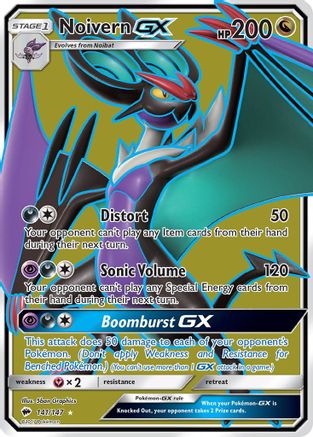 STAGE 1
Noivern GX HP 200
Evolves from Noibat
Distort 50
Your opponent can't play any Item cards from their hand
during their next turn.
Sonic Volume 120
Your opponent can't play any Special Energy cards from
their hand during their next turn.
Boomburst GX
This attack does 50 damage to each of your opponent's
Pokémon. (Don't apply Weakness and Resistance for
Benched Pokémon.) (You can't use more than 1 GX attack in a game.)
weakness ×2 resistance retreat
Pokémon-GX rule
Illus. 5ban Graphics
When your Pokémon-GX is
Knocked Out, your opponent takes 2 Prize cards.
141/147